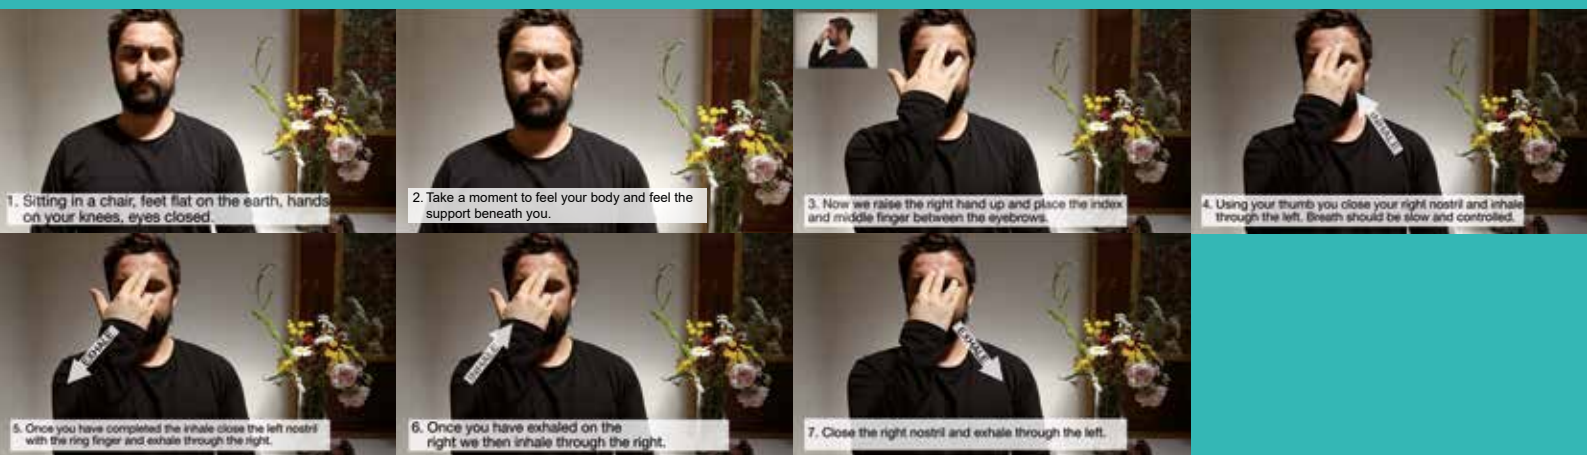 1. Sitting in a chair, feet flat on the earth, hands
on your knees, eyes closed.
2. Take a moment to feel your body and feel the
support beneath you.
3. Now we raise the right hand up and place the index
and middle finger between the eyebrows.
INHALE
4. Using your thumb you close your right nostril and inhale
through the left. Breath should be slow and controlled.
EXHALE
5. Once you have completed the inhale close the left nostril
with the ring finger and exhale through the right.
INHALE
6. Once you have exhaled on the
right we then inhale through the right.
EXHALE
7. Close the right nostril and exhale through the left.